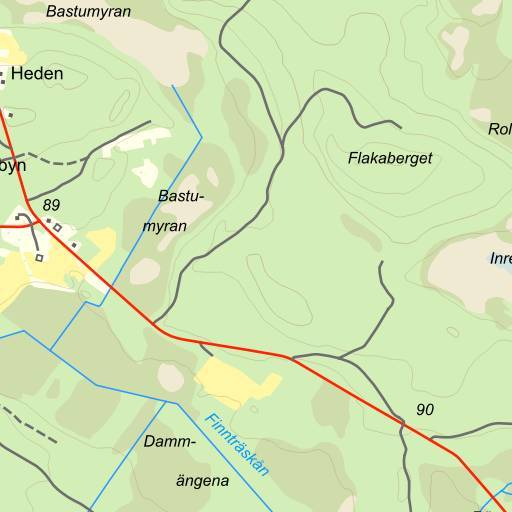 Bastumyran
Heden
Rol
Flakaberget
byn
89
Bastu-
myran
Inre
90
Finnträskån
Damm-
ängena